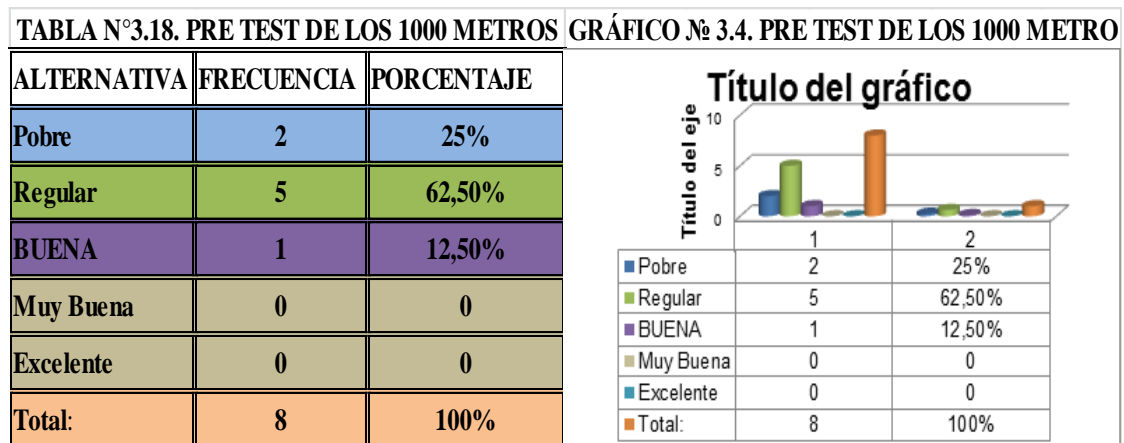 TABLA N°3.18. PRE TEST DE LOS 1000 METROS
ALTERNATIVA FRECUENCIA PORCENTAJE
Pobre 2 25%
Regular 5 62,50%
BUENA 1 12,50%
Muy Buena 0 0
Excelente 0 0
Total: 8 100%
GRÁFICO № 3.4. PRE TEST DE LOS 1000 METRO
Título del gráfico
Título del eje
10
5
0
1 2
Pobre 2 25%
Regular 5 62,50%
BUENA 1 12,50%
Muy Buena 0 0
Excelente 0 0
Total: 8 100%